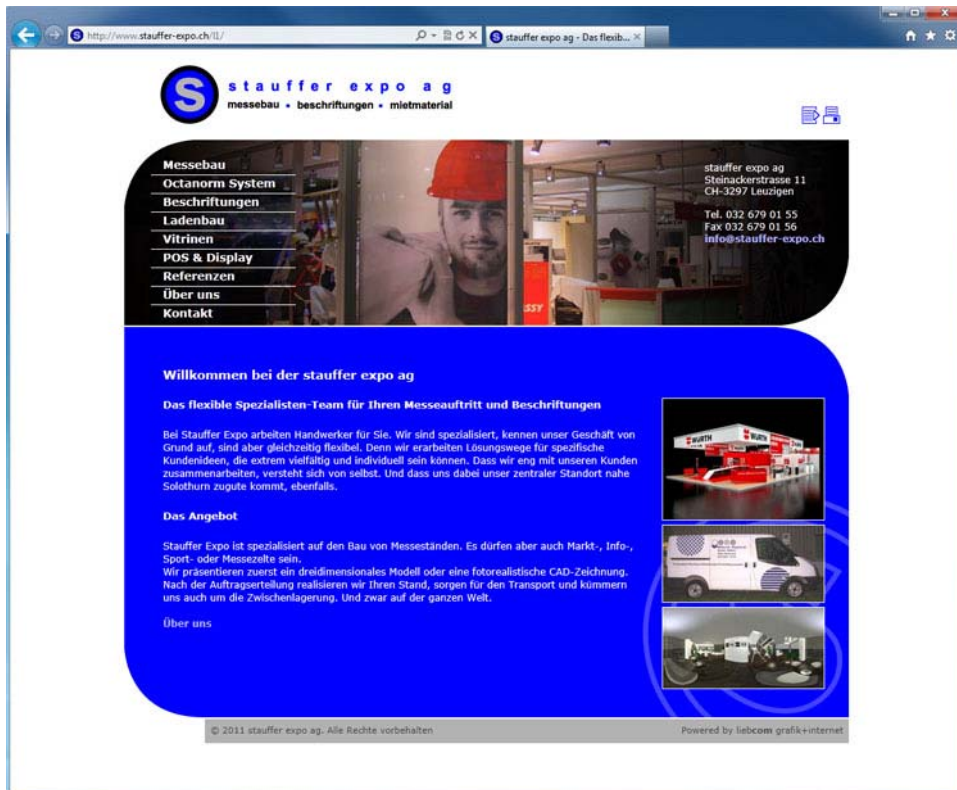 http://www.stauffer-expo.ch/l1/
stauffer expo ag - Das flexib...
S
stauffer expo ag
messebau • beschriftungen • mietmaterial
Messebau
Octanorm System
Beschriftungen
Ladenbau
Vitrinen
POS & Display
Referenzen
Über uns
Kontakt
stauffer expo ag
Steinackerstrasse 11
CH-3297 Leuzigen
Tel. 032 679 01 55
Fax 032 679 01 56
info@stauffer-expo.ch
Willkommen bei der stauffer expo ag
Das flexible Spezialisten-Team für Ihren Messeauftritt und Beschriftungen
Bei Stauffer Expo arbeiten Handwerker für Sie. Wir sind spezialisiert, kennen unser Geschäft von
Grund auf, sind aber gleichzeitig flexibel. Denn wir erarbeiten Lösungswege für spezifische
Kundenideen, die extrem vielfältig und individuell sein können. Dass wir eng mit unseren Kunden
zusammenarbeiten, versteht sich von selbst. Und dass uns dabei unser zentraler Standort nahe
Solothurn zugute kommt, ebenfalls.
Das Angebot
Stauffer Expo ist spezialisiert auf den Bau von Messeständen. Es dürfen aber auch Markt-, Info-,
Sport- oder Messezelte sein.
Wir präsentieren zuerst ein dreidimensionales Modell oder eine fotorealistische CAD-Zeichnung.
Nach der Auftragserteilung realisieren wir Ihren Stand, sorgen für den Transport und kümmern
uns auch um die Zwischenlagerung. Und zwar auf der ganzen Welt.
Über uns
WÜRTH
WÜRTH
© 2011 stauffer expo ag. Alle Rechte vorbehalten
Powered by liebcom grafik+internet